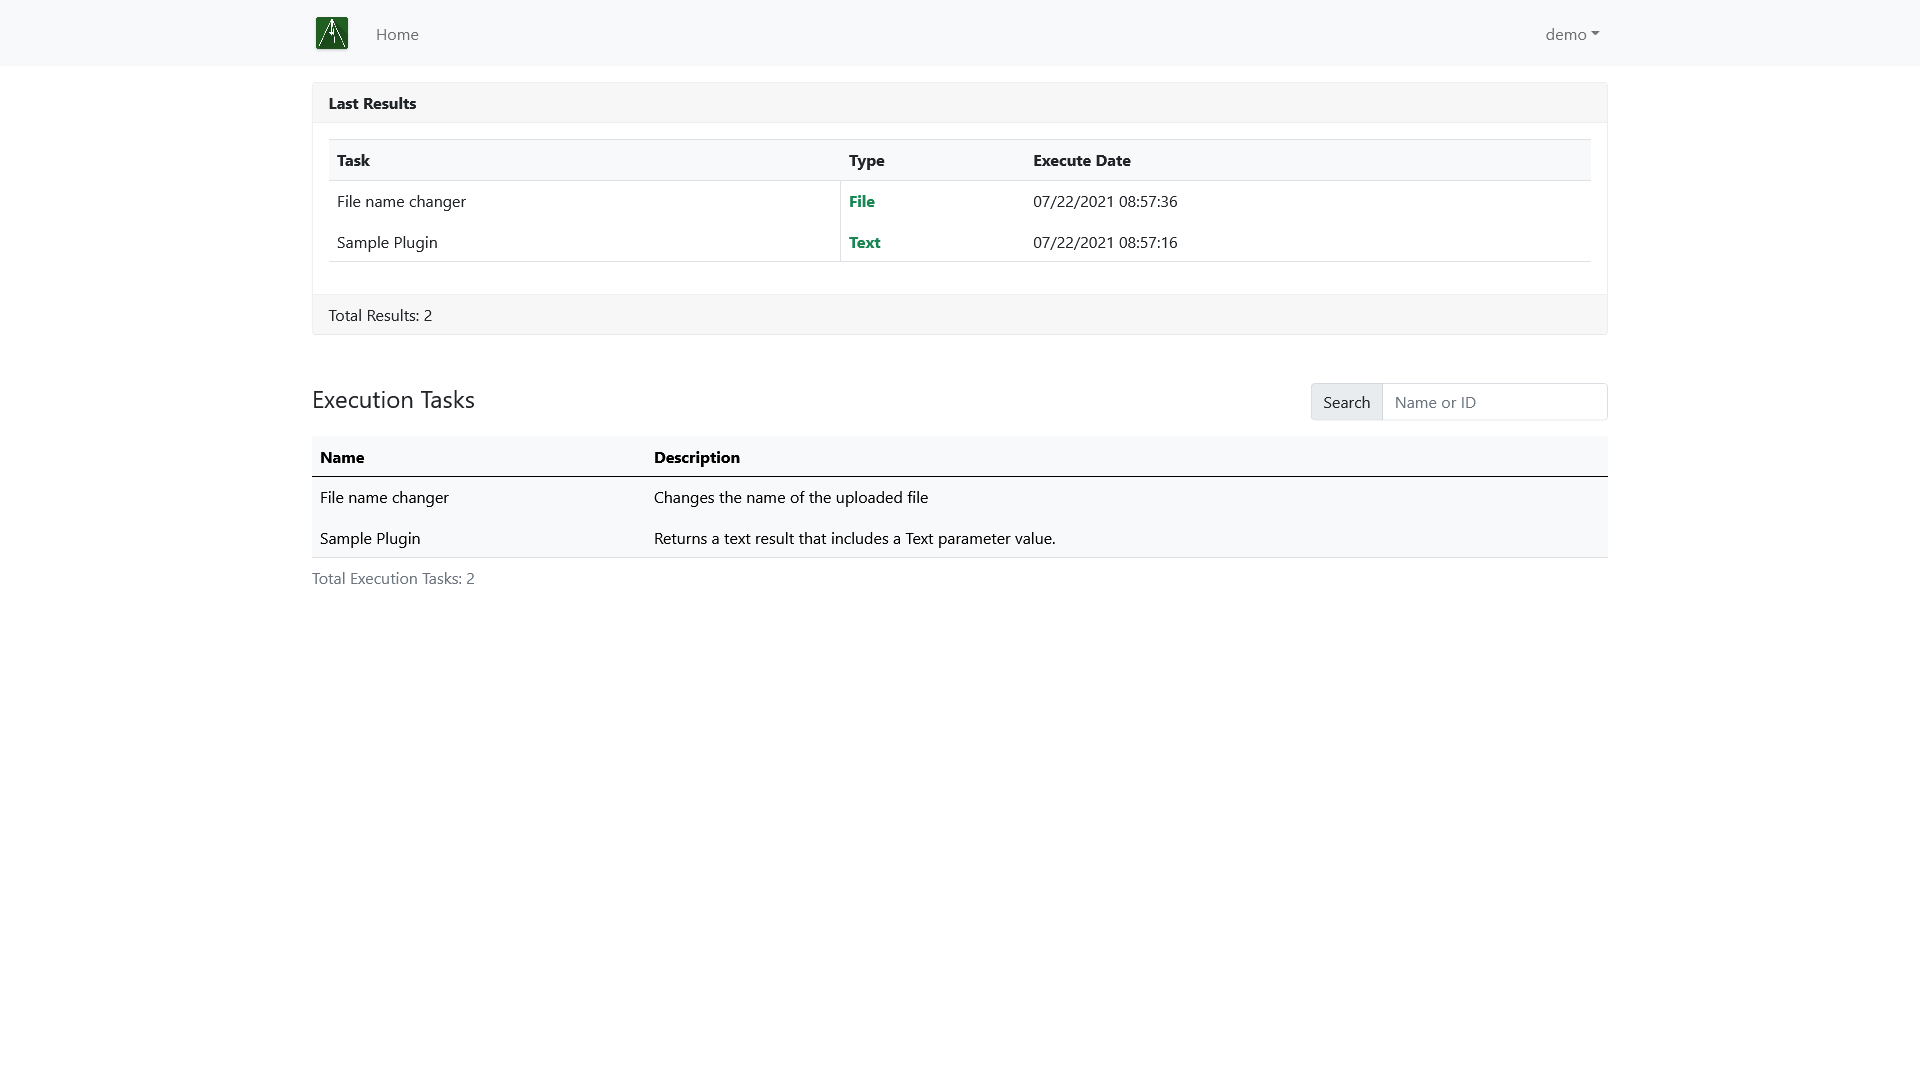 Home
demo
Last Results
Task Type Execute Date
File name changer File 07/22/2021 08:57:36
Sample Plugin Text 07/22/2021 08:57:16
Total Results: 2
Execution Tasks
Search Name or ID
Name Description
File name changer Changes the name of the uploaded file
Sample Plugin Returns a text result that includes a Text parameter value.
Total Execution Tasks: 2